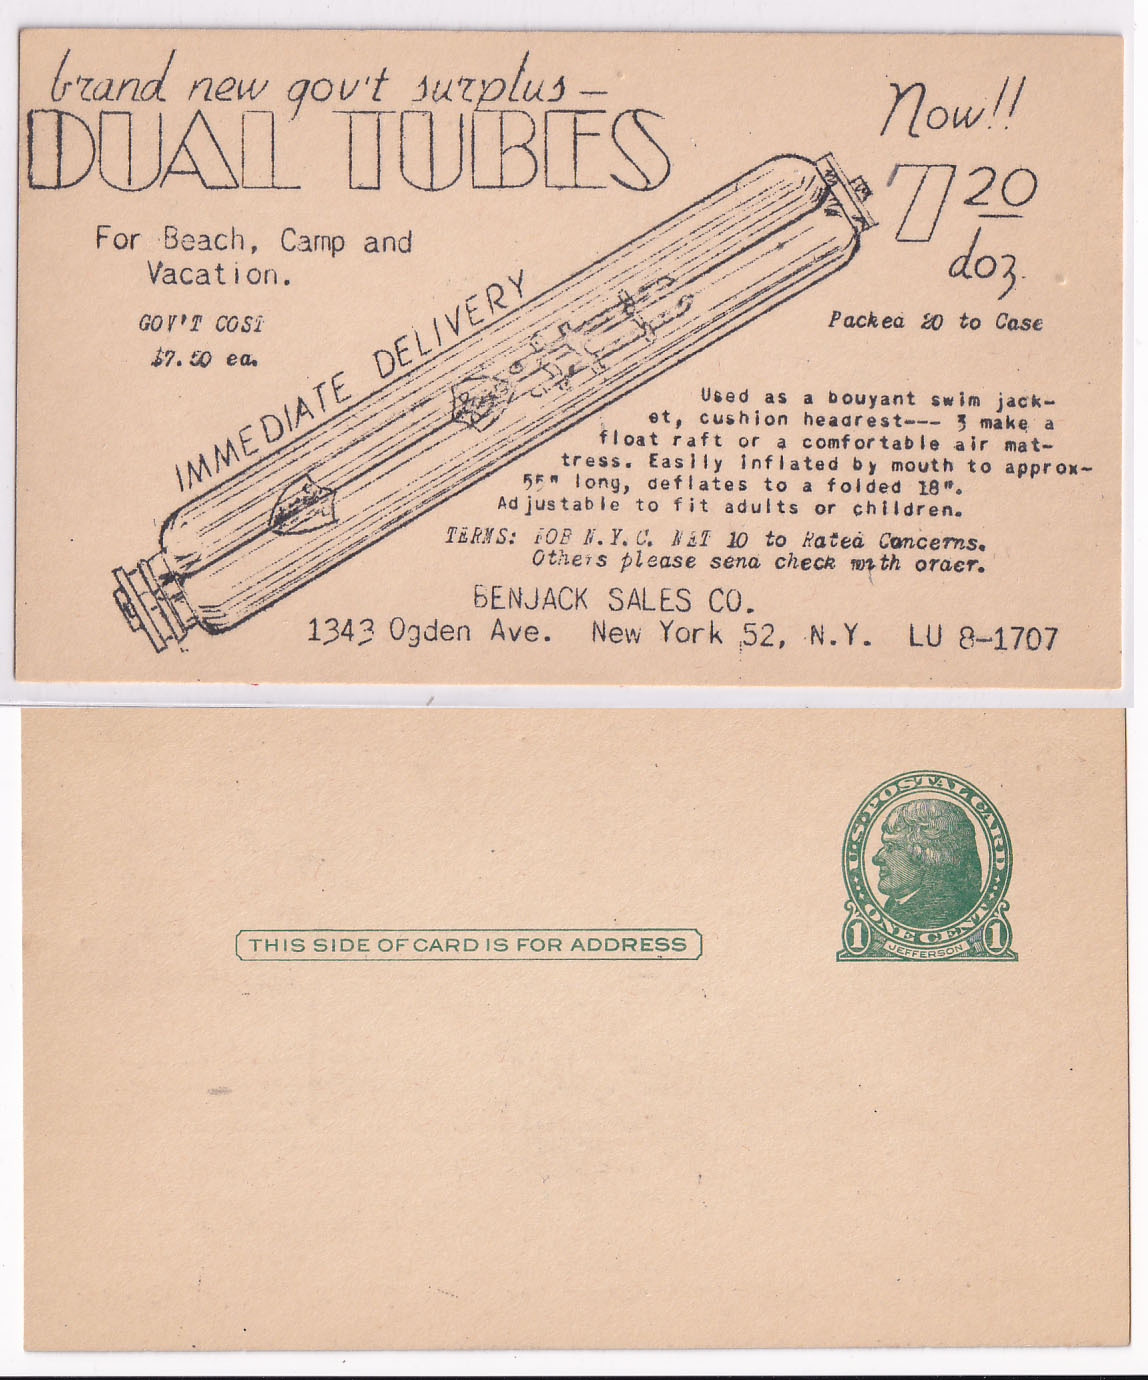 brand new gov't surplus—
DUAL TUBES
Now!!
7 20
doz.
For Beach, Camp and
Vacation.
GOV'T COST
$7.50 ea.
IMMEDIATE DELIVERY
Packed 20 to Case
Used as a bouyant swim jack-
et, cushion headrest--- 3 make a
float raft or a comfortable air mat-
tress. Easily inflated by mouth to approx-
55" long, deflates to a folded 18".
Adjustable to fit adults or children.
TERMS: FOB N.Y.C. NET 10 to Rated Concerns.
Others please send check with order.
BENJACK SALES CO.
1343 Ogden Ave. New York 52, N.Y. LU 8-1707
U.S. POSTAL CARD
THIS SIDE OF CARD IS FOR ADDRESS
1 ONE CENT 1
JEFFERSON